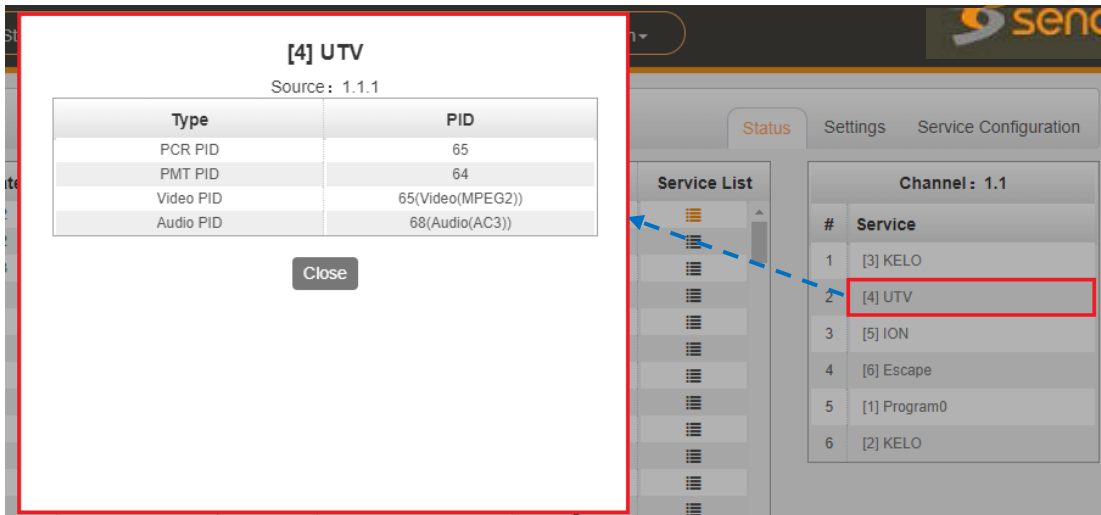 [4] UTV
Source：1.1.1
Type PID
PCR PID 65
PMT PID 64
Video PID 65(Video(MPEG2))
Audio PID 68(Audio(AC3))
Close
Status Settings Service Configuration
Service List
Channel：1.1
# Service
1 [3] KELO
2 [4] UTV
3 [5] ION
4 [6] Escape
5 [1] Program0
6 [2] KELO